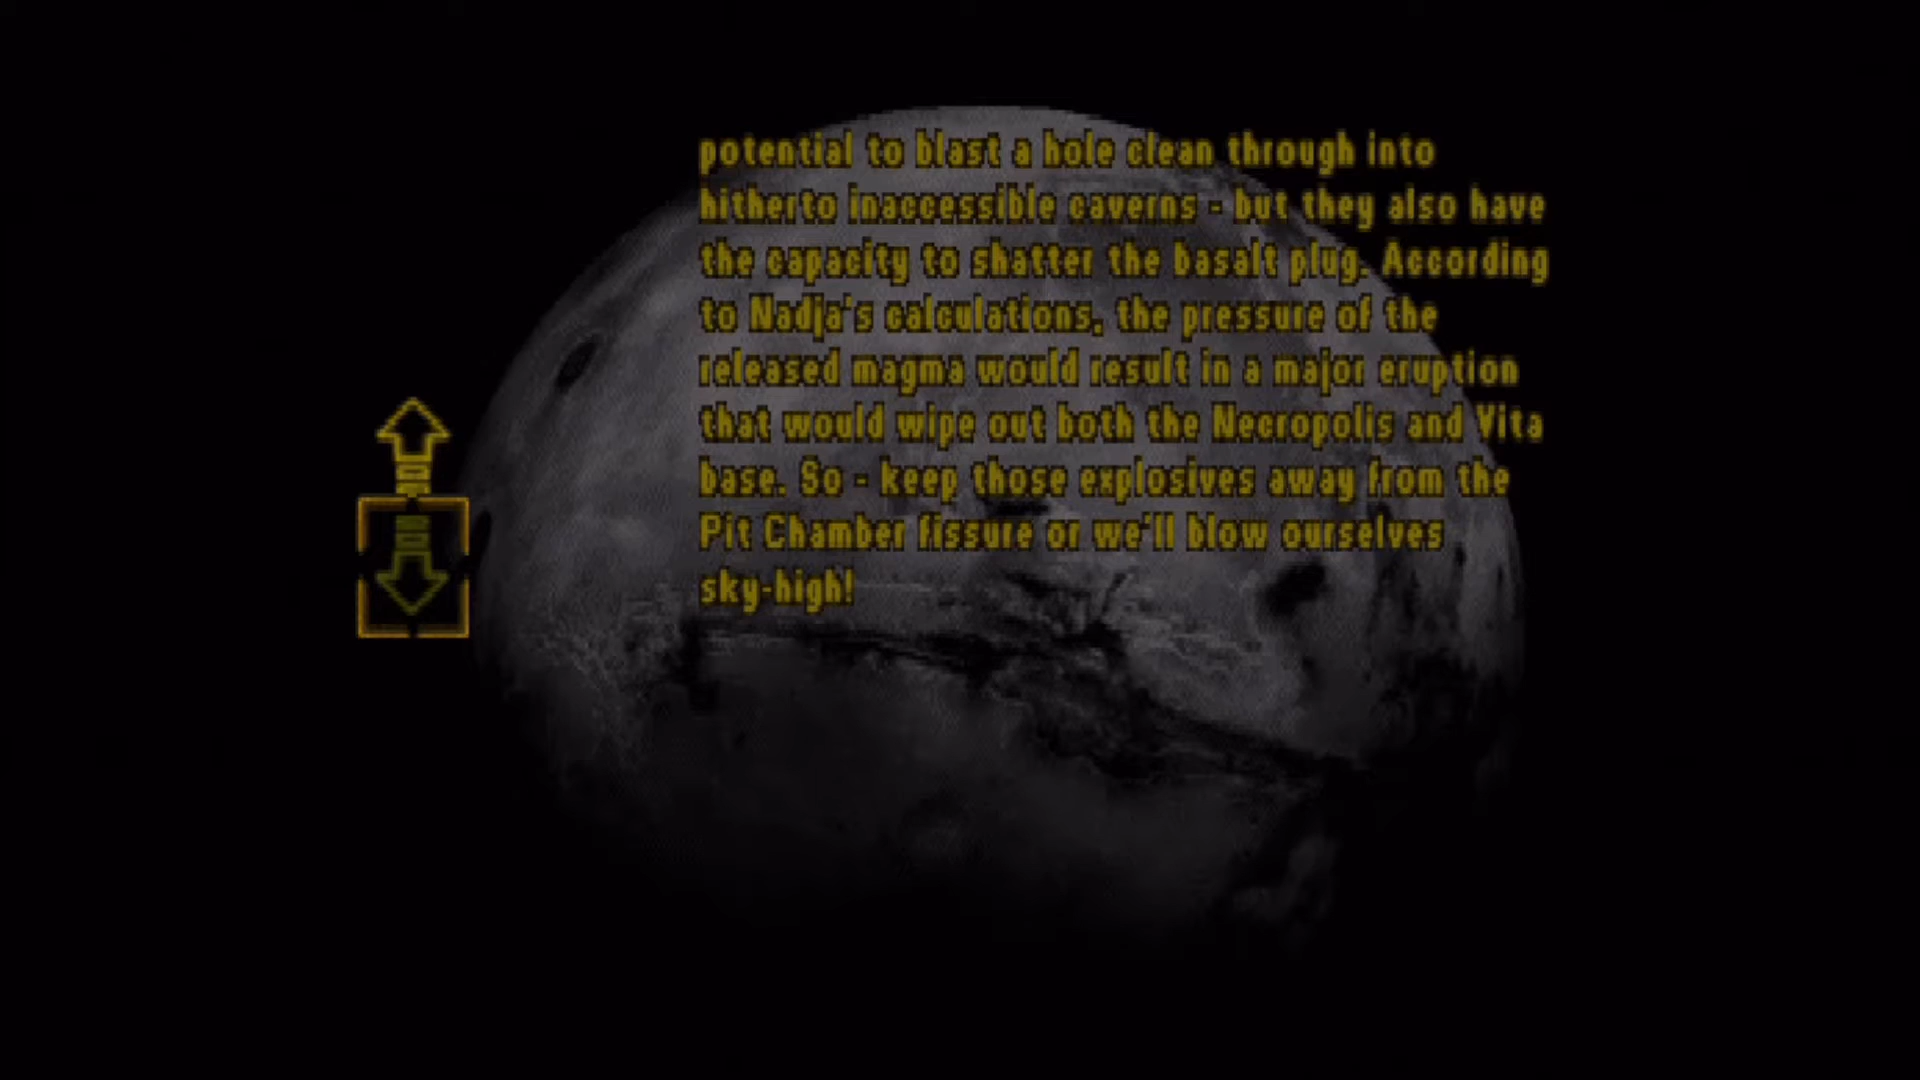 potential to blast a hole clean through into
hitherto inaccessible caverns - but they also have
the capacity to shatter the basalt plug. According
to Nadja's calculations, the pressure of the
released magma would result in a major eruption
that would wipe out both the Necropolis and Vita
base. So - keep those explosives away from the
Pit Chamber fissure or we'll blow ourselves
sky-high!